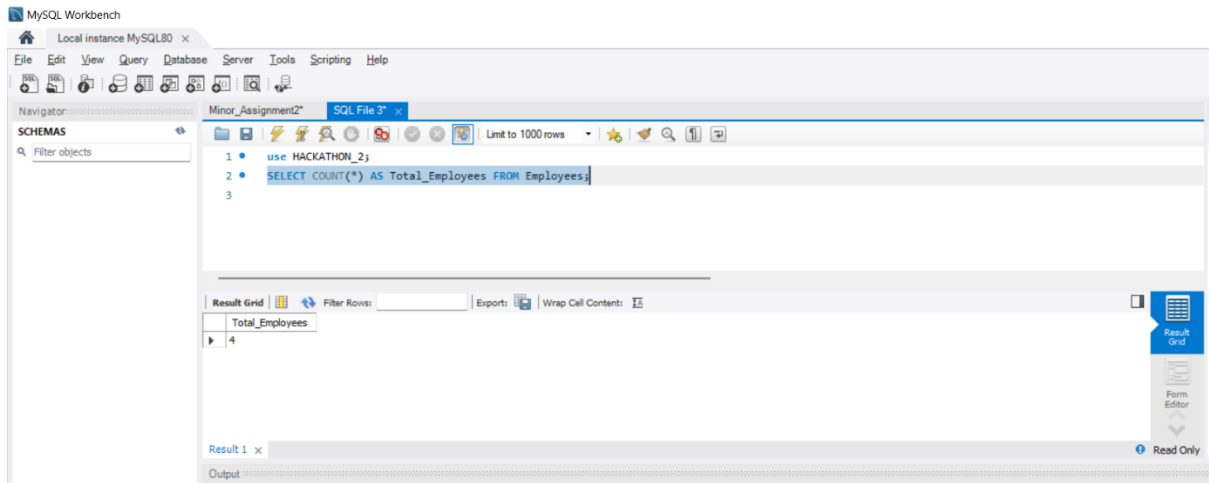 MySQL Workbench
Local instance MySQL80 ×
File Edit View Query Database Server Tools Scripting Help
Navigator
Minor_Assignment2* SQL File 3* ×
SCHEMAS
Filter objects
Limit to 1000 rows
1 use HACKATHON_2;
2 SELECT COUNT(*) AS Total_Employees FROM Employees;
3
Result Grid Filter Rows: Export: Wrap Cell Content: IA
Total_Employees
4
Result
Grid
Form
Editor
Result 1 × Read Only
Output